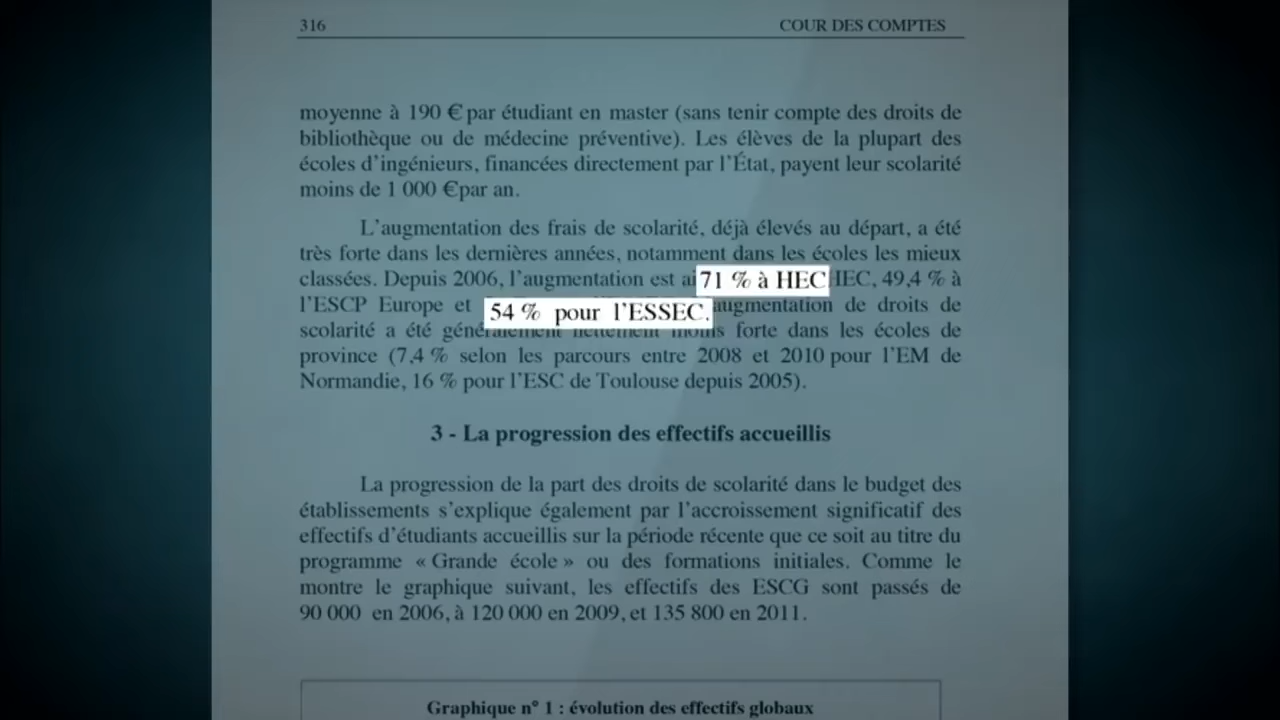 316 COUR DES COMPTES
moyenne à 190 € par étudiant en master (sans tenir compte des droits de
bibliothèque ou de médecine préventive). Les élèves de la plupart des
écoles d'ingénieurs, financées directement par l'État, payent leur scolarité
moins de 1 000 €par an.
L'augmentation des frais de scolarité, déjà élevés au départ, a été
très forte dans les dernières années, notamment dans les écoles les mieux
classées. Depuis 2006, l'augmentation est 71 % à HEC HEC, 49,4 % à
l'ESCP Europe et 54 % pour l'ESSEC. augmentation de droits de
scolarité a été généralement nettement moins forte dans les écoles de
province (7,4 % selon les parcours entre 2008 et 2010 pour l'EM de
Normandie, 16 % pour l'ESC de Toulouse depuis 2005).
3 - La progression des effectifs accueillis
La progression de la part des droits de scolarité dans le budget des
établissements s'explique également par l'accroissement significatif des
effectifs d'étudiants accueillis sur la période récente que ce soit au titre du
programme « Grande école » ou des formations initiales. Comme le
montre le graphique suivant, les effectifs des ESCG sont passés de
90 000 en 2006, à 120 000 en 2009, et 135 800 en 2011.
Graphique n° 1 : évolution des effectifs globaux